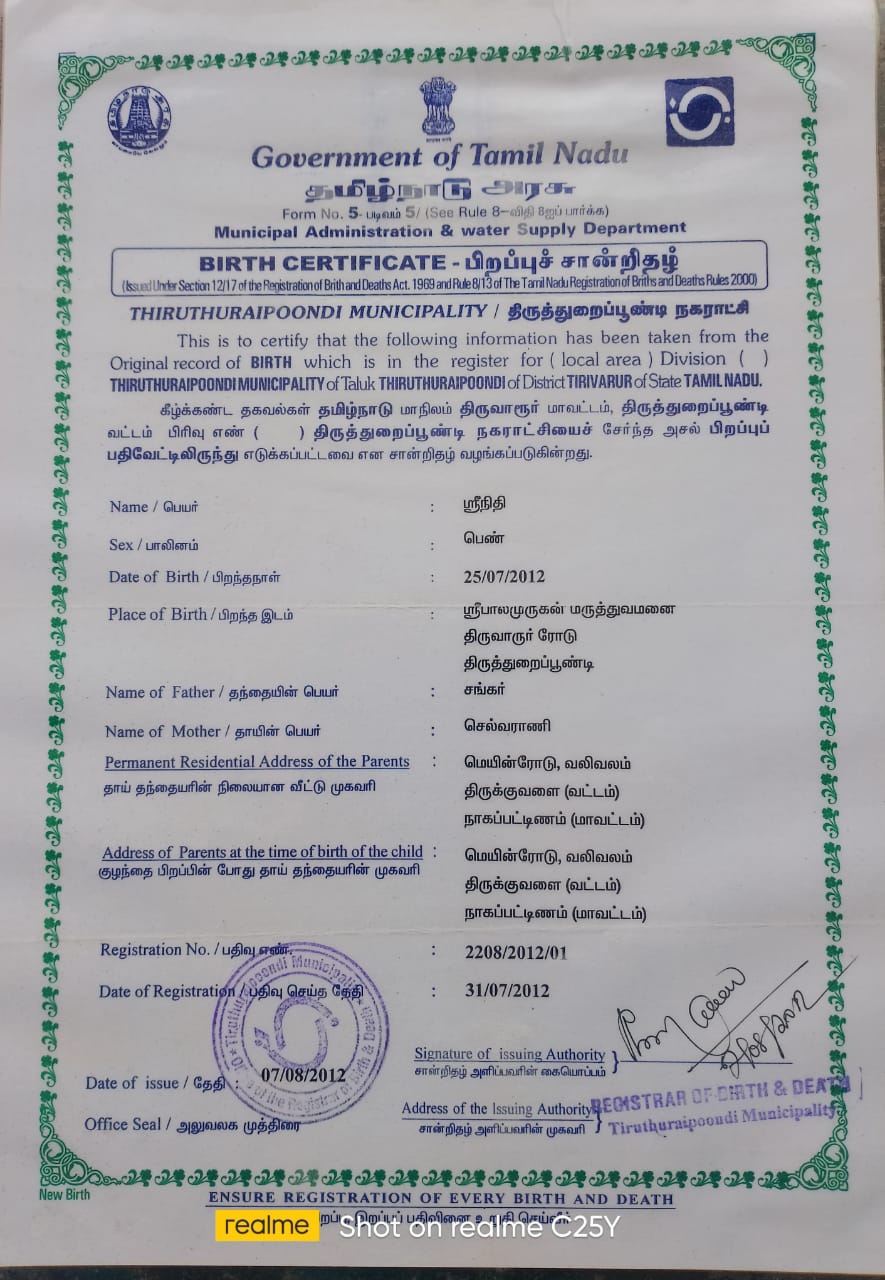 Government of Tamil Nadu
தமிழ்நாடு அரசு
Form No. 5- படிவம் 5/ (See Rule 8–விதி 8ஐப் பார்க்க)
Municipal Administration & water Supply Department
BIRTH CERTIFICATE - பிறப்புச் சான்றிதழ்
(Issued Under Section 12/17 of the Registration of Brith and Deaths Act. 1969 and Rule 8/13 of The Tamil Nadu Registration of Briths and Deaths Rules 2000)
THIRUTHURAIPOONDI MUNICIPALITY / திருத்துறைப்பூண்டி நகராட்சி
This is to certify that the following information has been taken from the
Original record of BIRTH which is in the register for ( local area ) Division ( )
THIRUTHURAIPOONDI MUNICIPALITY of Taluk THIRUTHURAIPOONDI of District TIRIVARUR of State TAMIL NADU.
கீழ்க்கண்ட தகவல்கள் தமிழ்நாடு மாநிலம் திருவாரூர் மாவட்டம், திருத்துறைப்பூண்டி
வட்டம் பிரிவு எண் ( ) திருத்துறைப்பூண்டி நகராட்சியைச் சேர்ந்த அசல் பிறப்புப்
பதிவேட்டிலிருந்து எடுக்கப்பட்டவை என சான்றிதழ் வழங்கப்படுகின்றது.
Name / பெயர் : ஸ்ரீநிதி
Sex / பாலினம் : பெண்
Date of Birth / பிறந்தநாள் : 25/07/2012
Place of Birth / பிறந்த இடம் : ஸ்ரீபாலமுருகன் மருத்துவமனை
திருவாரூர் ரோடு
திருத்துறைப்பூண்டி
Name of Father / தந்தையின் பெயர் : சங்கர்
Name of Mother / தாயின் பெயர் : செல்வராணி
Permanent Residential Address of the Parents : மெயின்ரோடு, வலிவலம்
தாய் தந்தையரின் நிலையான வீட்டு முகவரி திருக்குவளை (வட்டம்)
நாகப்பட்டிணம் (மாவட்டம்)
Address of Parents at the time of birth of the child : மெயின்ரோடு, வலிவலம்
குழந்தை பிறப்பின் போது தாய் தந்தையரின் முகவரி திருக்குவளை (வட்டம்)
நாகப்பட்டிணம் (மாவட்டம்)
Registration No. / பதிவு எண். : 2208/2012/01
Date of Registration / பதிவு செய்த தேதி : 31/07/2012
Signature of issuing Authority
சான்றிதழ் அளிப்பவரின் கையொப்பம்
Date of issue / தேதி : 07/08/2012
Address of the Issuing Authority
சான்றிதழ் அளிப்பவரின் முகவரி
REGISTRAR OF BIRTH & DEATH
Tiruthuraipoondi Municipality
Office Seal / அலுவலக முத்திரை
New Birth
ENSURE REGISTRATION OF EVERY BIRTH AND DEATH
realme Shot on realme C25Y